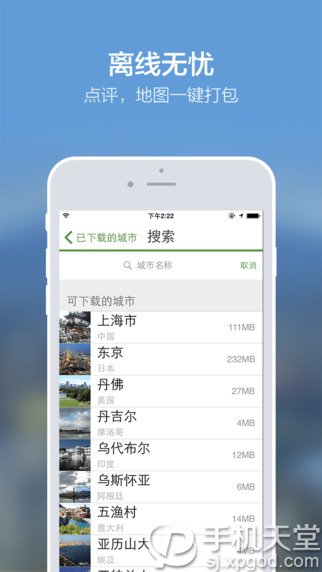 离线无忧
点评，地图一键打包
下午2:22
已下载的城市 搜索
城市名称 取消
可下载的城市
上海市 111MB
中国
东京 232MB
日本
丹佛 27MB
美国
丹吉尔 4MB
摩洛哥
乌代布尔 12MB
印度
乌斯怀亚 4MB
阿根廷
五渔村
意大利
亚历山大
埃及
手机天堂
sj.xpgod.com